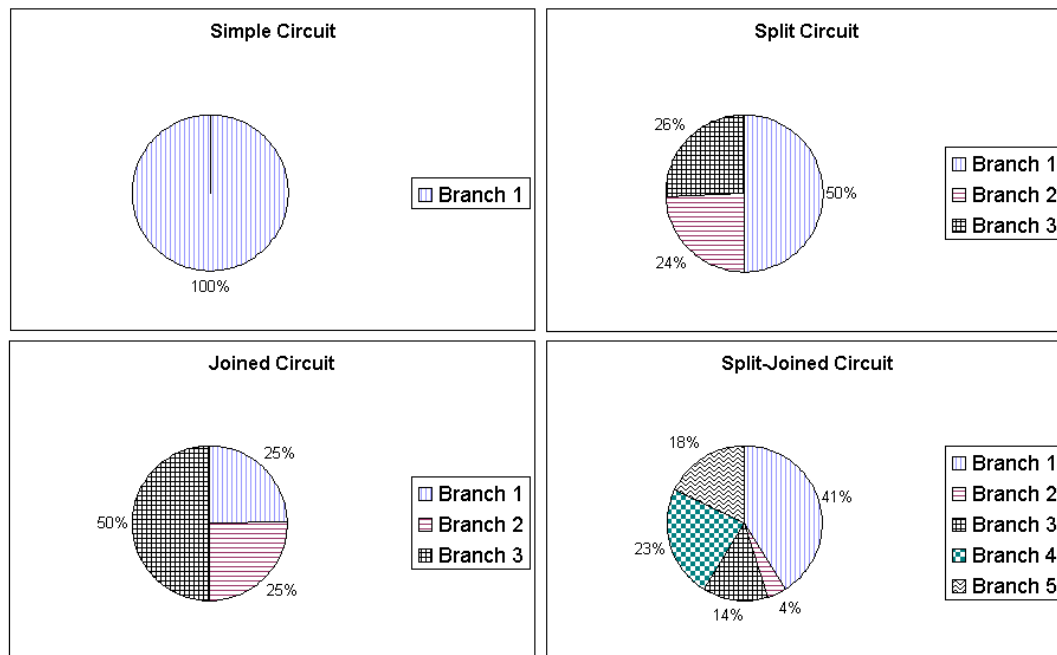 Simple Circuit
100%
Branch 1
Split Circuit
26%
50%
24%
Branch 1
Branch 2
Branch 3
Joined Circuit
25%
50%
25%
Branch 1
Branch 2
Branch 3
Split-Joined Circuit
18%
41%
23%
14%
4%
Branch 1
Branch 2
Branch 3
Branch 4
Branch 5